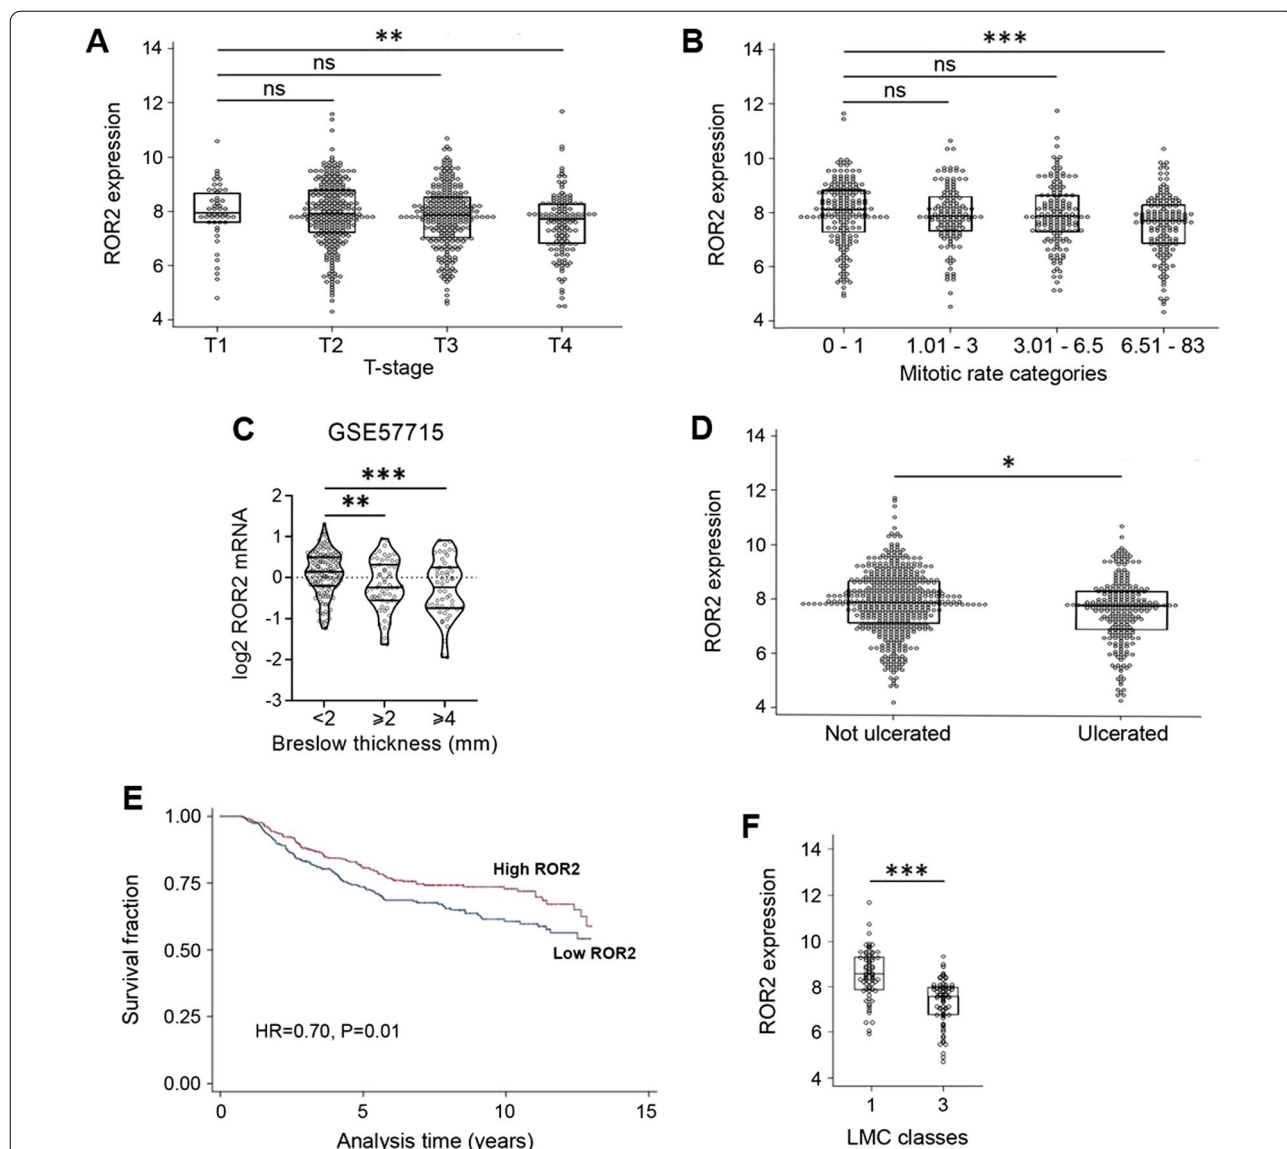 A
**
ns
ns
14
12
10
8
6
4
ROR2 expression
T1 T2 T3 T4
T-stage
B
***
ns
ns
14
12
10
8
6
4
ROR2 expression
0 - 1 1.01 - 3 3.01 - 6.5 6.51 - 83
Mitotic rate categories
C
GSE57715
***
**
2
1
0
-1
-2
-3
log2 ROR2 mRNA
<2 ⩾2 ⩾4
Breslow thickness (mm)
D
*
14
12
10
8
6
4
ROR2 expression
Not ulcerated Ulcerated
E
1.00
0.75
0.50
0.25
0.00
Survival fraction
High ROR2
Low ROR2
HR=0.70, P=0.01
0 5 10 15
Analysis time (years)
F
***
14
12
10
8
6
4
ROR2 expression
1 3
LMC classes